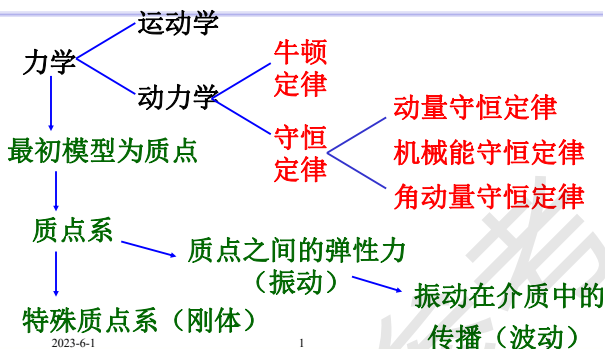 运动学
力学
动力学
牛顿
定律
守恒
定律
动量守恒定律
机械能守恒定律
角动量守恒定律
最初模型为质点
质点系
质点之间的弹性力
（振动）
振动在介质中的
传播（波动）
特殊质点系（刚体）
2023-6-1
1